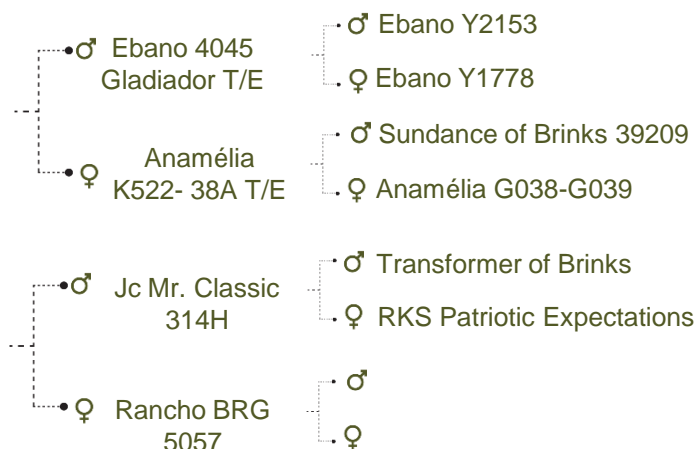 ♂ Ebano 4045
Gladiador T/E
♂ Ebano Y2153
♀ Ebano Y1778
♀ Anamélia
K522- 38A T/E
♂ Sundance of Brinks 39209
♀ Anamélia G038-G039
♂ Jc Mr. Classic
314H
♂ Transformer of Brinks
♀ RKS Patriotic Expectations
♀ Rancho BRG
5057
♂
♀